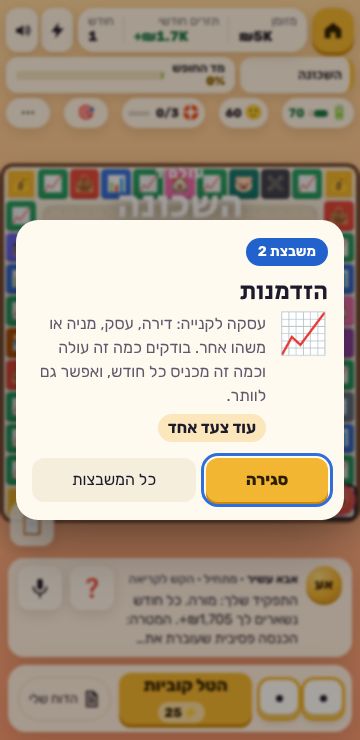 מזומן
₪5K
תזרים חודשי
+₪1.7K
חודש
1
השכונה
מד החופש
0%
70
60
0/3
עולם 1
השכונה
משבצת 2
הזדמנות
עסקה לקנייה: דירה, עסק, מניה או
משהו אחר. בודקים כמה זה עולה
וכמה זה מכניס כל חודש, ואפשר גם
לוותר.
עוד צעד אחד
סגירה
כל המשבצות
אע
אבא עשיר · מתחיל · הקש לקריאה
התפקיד שלך: מורה. כל חודש
נשארים לך ₪1,705+. המטרה:
הכנסה פסיבית שעוברת את...
הטל קוביות
25
הדוח שלי